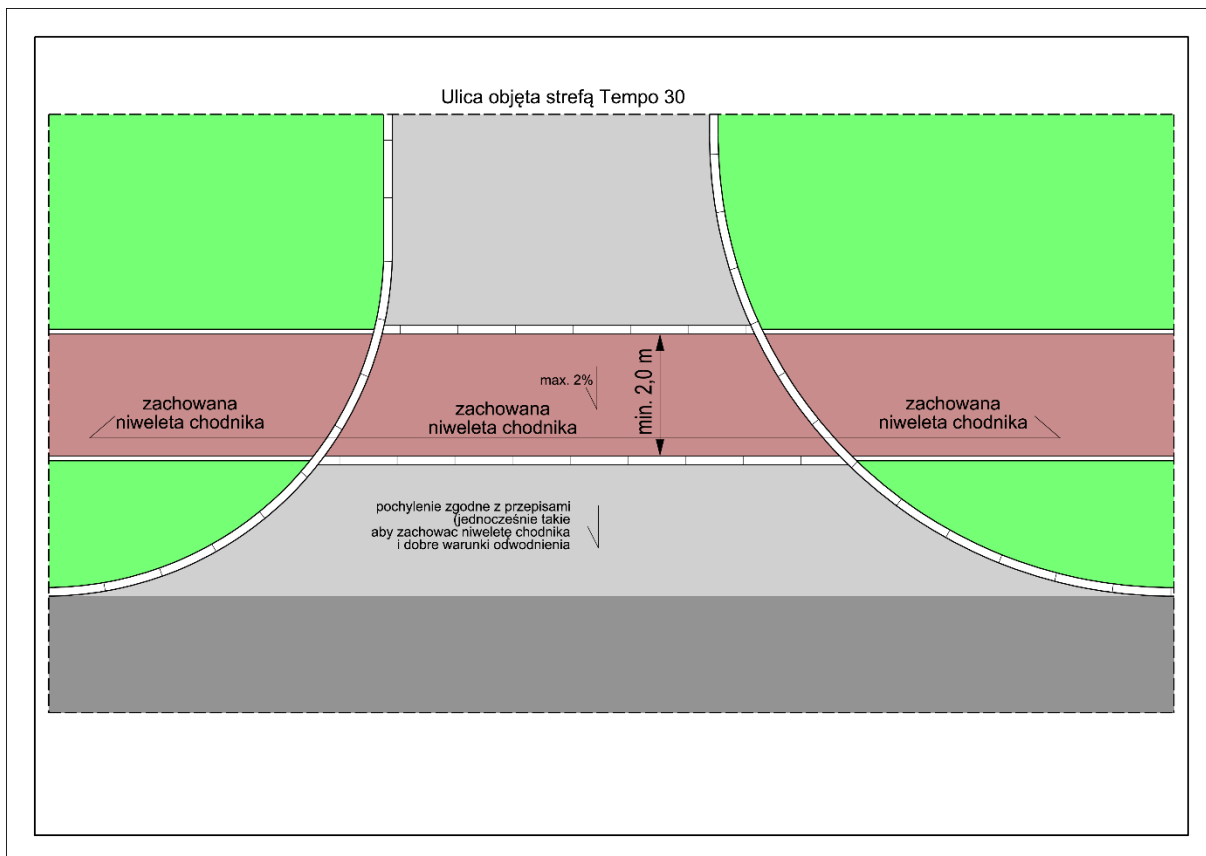 Ulica objęta strefą Tempo 30
max. 2%
min. 2,0 m
zachowana
niweleta chodnika
zachowana
niweleta chodnika
zachowana
niweleta chodnika
pochylenie zgodne z przepisami
(jednocześnie takie
aby zachowac niweletę chodnika
i dobre warunki odwodnienia